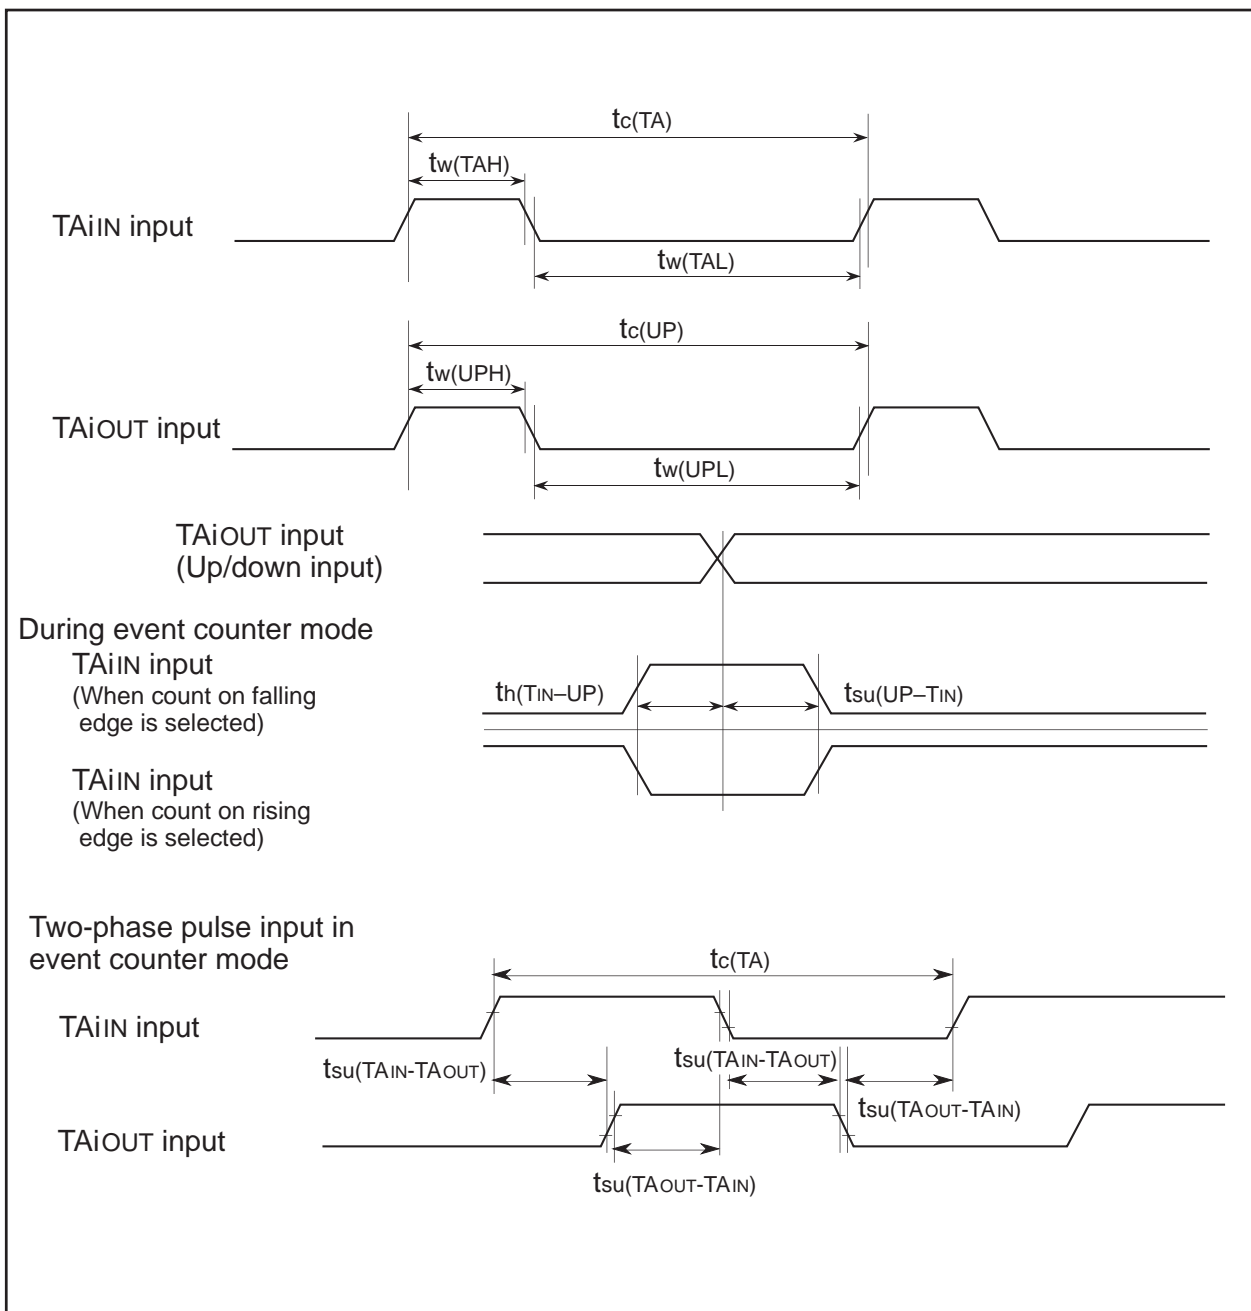 tc(TA)
tw(TAH)
TAiIN input
tw(TAL)
tc(UP)
tw(UPH)
TAiOUT input
tw(UPL)
TAiOUT input
(Up/down input)
During event counter mode
TAiIN input
(When count on falling
edge is selected)
th(TIN–UP)
tsu(UP–TIN)
TAiIN input
(When count on rising
edge is selected)
Two-phase pulse input in
event counter mode
tc(TA)
TAiIN input
tsu(TAIN-TAOUT)
tsu(TAIN-TAOUT)
tsu(TAOUT-TAIN)
TAiOUT input
tsu(TAOUT-TAIN)